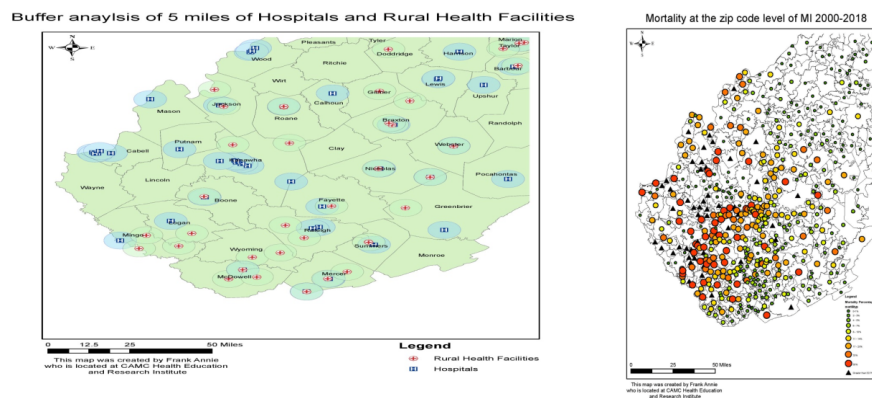 Buffer anaylsis of 5 miles of Hospitals and Rural Health Facilities
N
W E
S
Pleasants Tyler Doddridge Harrison Marion Taylor
Wood Ritchie Barbour
Wirt Lewis
Mason Jackson Calhoun Gilmer Upshur
Roane Braxton Randolph
Putnam Clay Webster
Cabell Kanawha
Lincoln Nicholas Pocahontas
Wayne Boone Fayette Greenbrier
Logan
Mingo Raleigh
Wyoming Summers Monroe
McDowell Mercer
0 12.5 25 50 Miles
This map was created by Frank Annie
who is located at CAMC Health Education
and Research Institute
Legend
Rural Health Facilities
Hospitals
Mortality at the zip code level of MI 2000-2018
N
W E
S
Legend
0 25 50 Miles
This map was created by Frank Annie
who is located at CAMC Health Education
and Research Institute